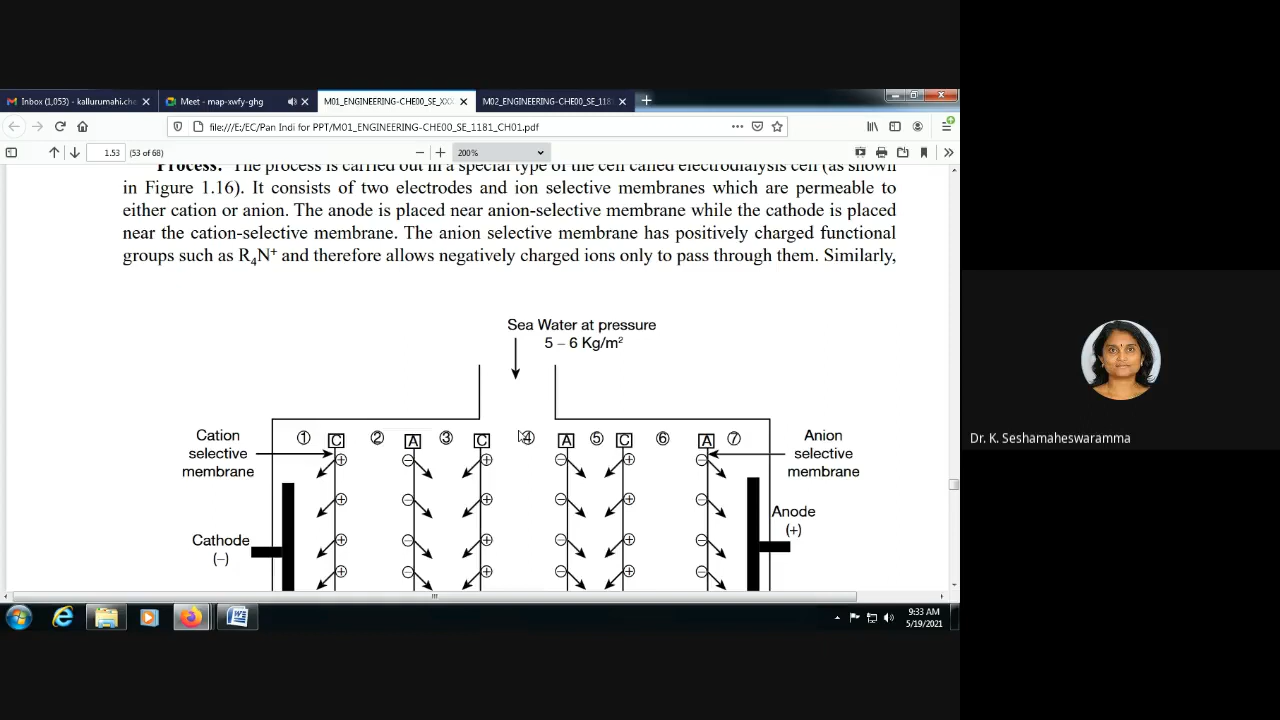 Inbox (1,053) - kallurumahi.che
Meet - map-xwfy-ghg
M01_ENGINEERING-CHE00_SE_XXX
M02_ENGINEERING-CHE00_SE_118
file:///E:/EC/Pan Indi for PPT/M01_ENGINEERING-CHE00_SE_1181_CH01.pdf
1.53 (53 of 68)
200%
Process: The process is carried out in a special type of the cell called electrodialysis cell (as shown
in Figure 1.16). It consists of two electrodes and ion selective membranes which are permeable to
either cation or anion. The anode is placed near anion-selective membrane while the cathode is placed
near the cation-selective membrane. The anion selective membrane has positively charged functional
groups such as R₄N⁺ and therefore allows negatively charged ions only to pass through them. Similarly,
Sea Water at pressure
5 – 6 Kg/m²
① C ② A ③ C ④ A ⑤ C ⑥ A ⑦
Cation
selective
membrane
Anion
selective
membrane
Cathode
(–)
Anode
(+)
Dr. K. Seshamaheswaramma
9:33 AM
5/19/2021